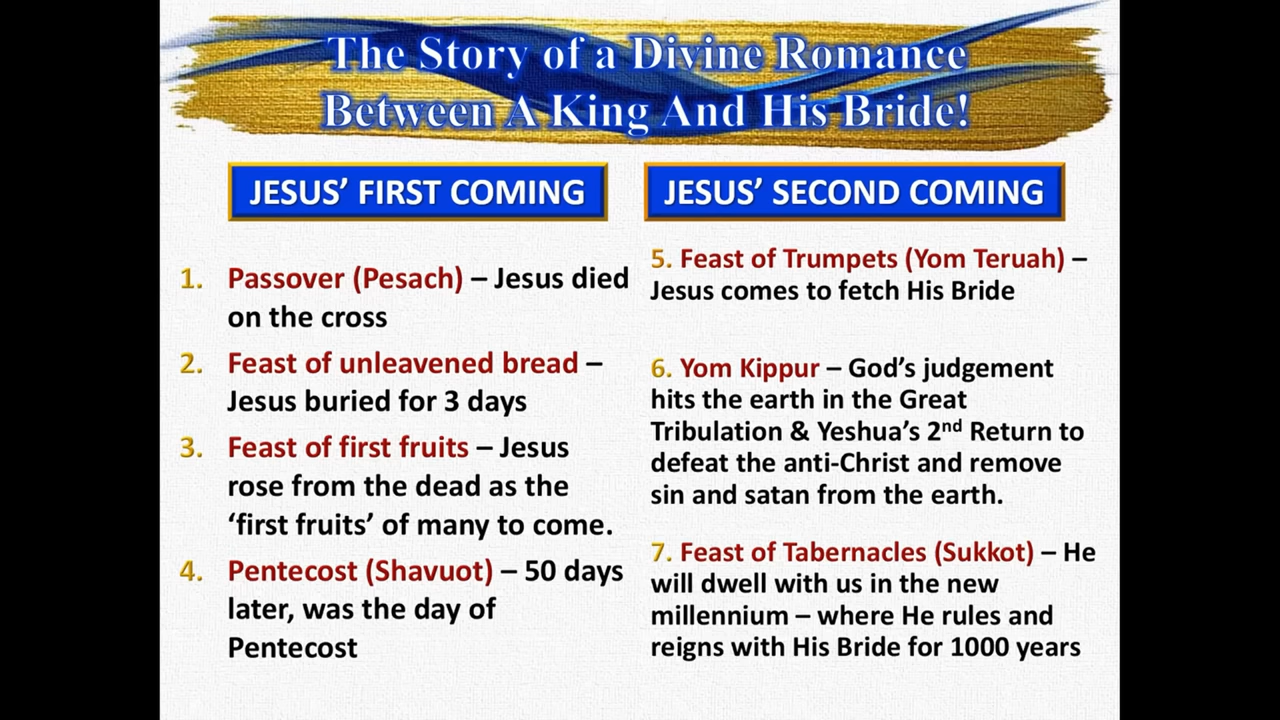 The Story of a Divine Romance
Between A King And His Bride!
JESUS’ FIRST COMING
1. Passover (Pesach) – Jesus died
on the cross
2. Feast of unleavened bread –
Jesus buried for 3 days
3. Feast of first fruits – Jesus
rose from the dead as the
‘first fruits’ of many to come.
4. Pentecost (Shavuot) – 50 days
later, was the day of
Pentecost
JESUS’ SECOND COMING
5. Feast of Trumpets (Yom Teruah) –
Jesus comes to fetch His Bride
6. Yom Kippur – God’s judgement
hits the earth in the Great
Tribulation & Yeshua’s 2nd Return to
defeat the anti-Christ and remove
sin and satan from the earth.
7. Feast of Tabernacles (Sukkot) – He
will dwell with us in the new
millennium – where He rules and
reigns with His Bride for 1000 years